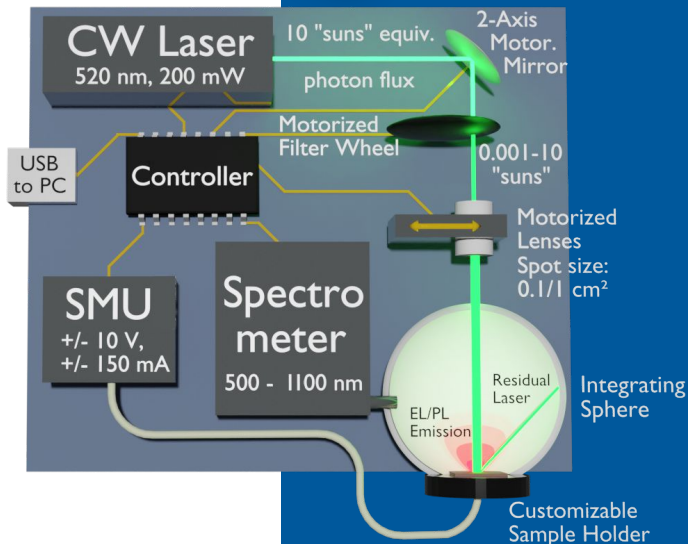 CW Laser
520 nm, 200 mW
10 "suns" equiv.
photon flux
2-Axis
Motor.
Mirror
Motorized
Filter Wheel
0.001-10
"suns"
USB
to PC
Controller
Motorized
Lenses
Spot size:
0.1/1 cm²
SMU
+/- 10 V,
+/- 150 mA
Spectro
meter
500 - 1100 nm
Residual
Laser
EL/PL
Emission
Integrating
Sphere
Customizable
Sample Holder